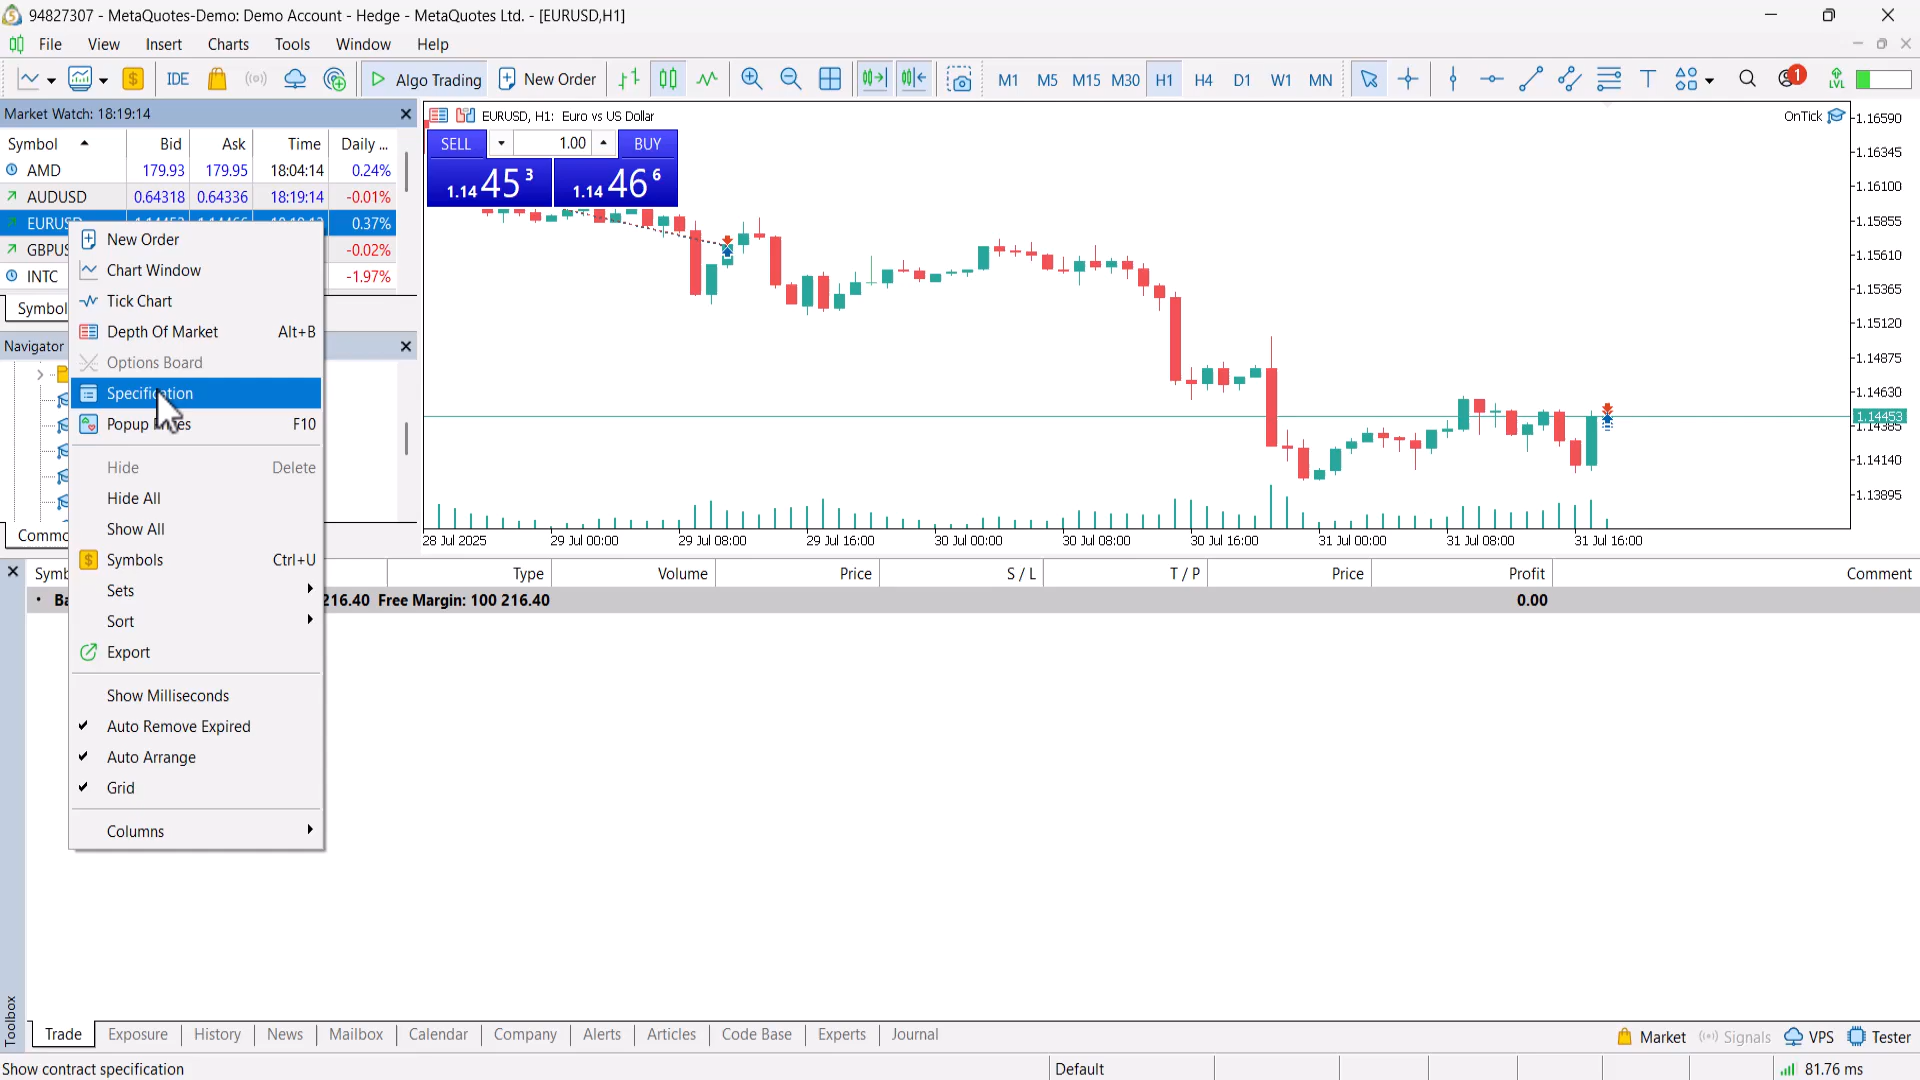 94827307 - MetaQuotes-Demo: Demo Account - Hedge - MetaQuotes Ltd. - [EURUSD,H1]
File View Insert Charts Tools Window Help
IDE Algo Trading New Order M1 M5 M15 M30 H1 H4 D1 W1 MN T 1 LVL
Market Watch: 18:19:14
Symbol Bid Ask Time Daily ...
AMD 179.93 179.95 18:04:14 0.24%
AUDUSD 0.64318 0.64336 18:19:14 -0.01%
0.37%
-0.02%
INTC -1.97%
Symbol
Navigator
New Order
Chart Window
Tick Chart
Depth Of Market Alt+B
Options Board
Specification
Popup F10
Hide Delete
Hide All
Show All
Symbols Ctrl+U
Sets
Sort
Export
Show Milliseconds
Auto Remove Expired
Auto Arrange
Grid
Columns
EURUSD, H1: Euro vs US Dollar
OnTick
SELL 1.00 BUY
1.14 45 3 1.14 46 6
1.16590
1.16345
1.16100
1.15855
1.15610
1.15365
1.15120
1.14875
1.14630
1.14453
1.14385
1.14140
1.13895
28 Jul 2025 29 Jul 00:00 29 Jul 08:00 29 Jul 16:00 30 Jul 00:00 30 Jul 08:00 30 Jul 16:00 31 Jul 00:00 31 Jul 08:00 31 Jul 16:00
Type Volume Price S / L T / P Price Profit Comment
216.40 Free Margin: 100 216.40 0.00
Toolbox
Trade Exposure History News Mailbox Calendar Company Alerts Articles Code Base Experts Journal
Market Signals VPS Tester
Show contract specification Default 81.76 ms